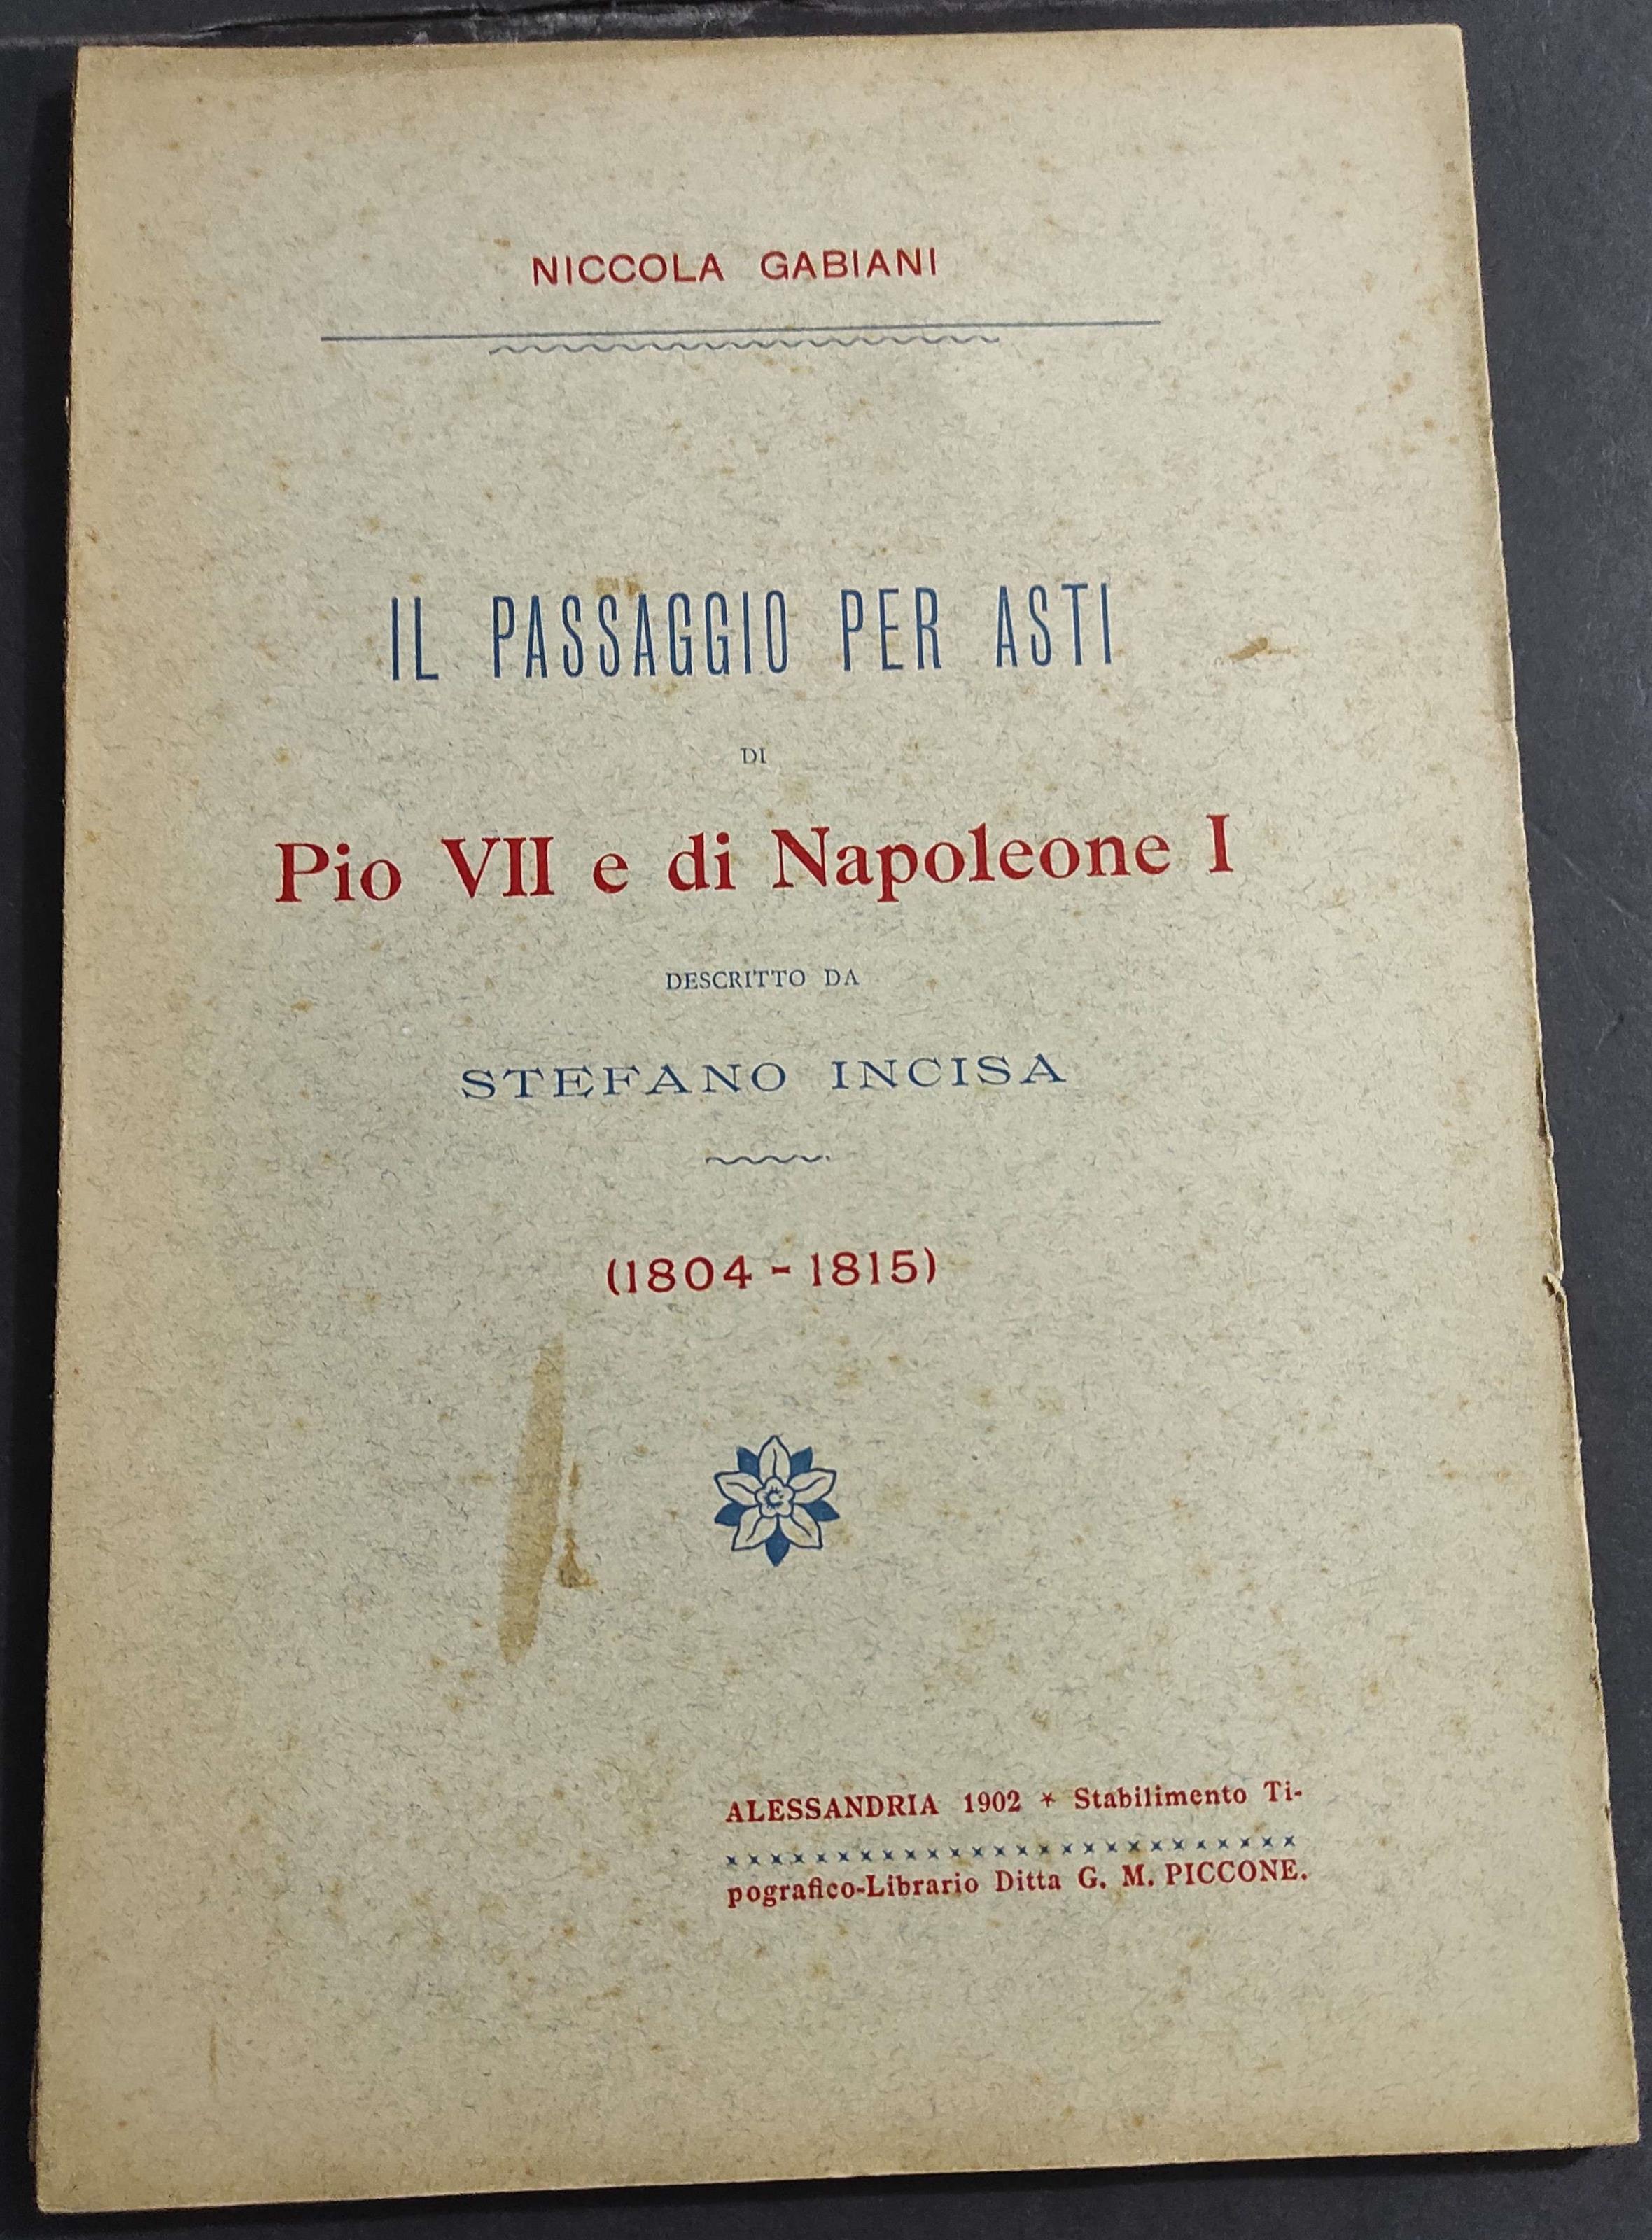 NICCOLA GABIANI
IL PASSAGGIO PER ASTI
DI
Pio VII e di Napoleone I
DESCRITTO DA
STEFANO INCISA
(1804 - 1815)
ALESSANDRIA 1902 * Stabilimento Ti-
pografico-Librario Ditta G. M. PICCONE.